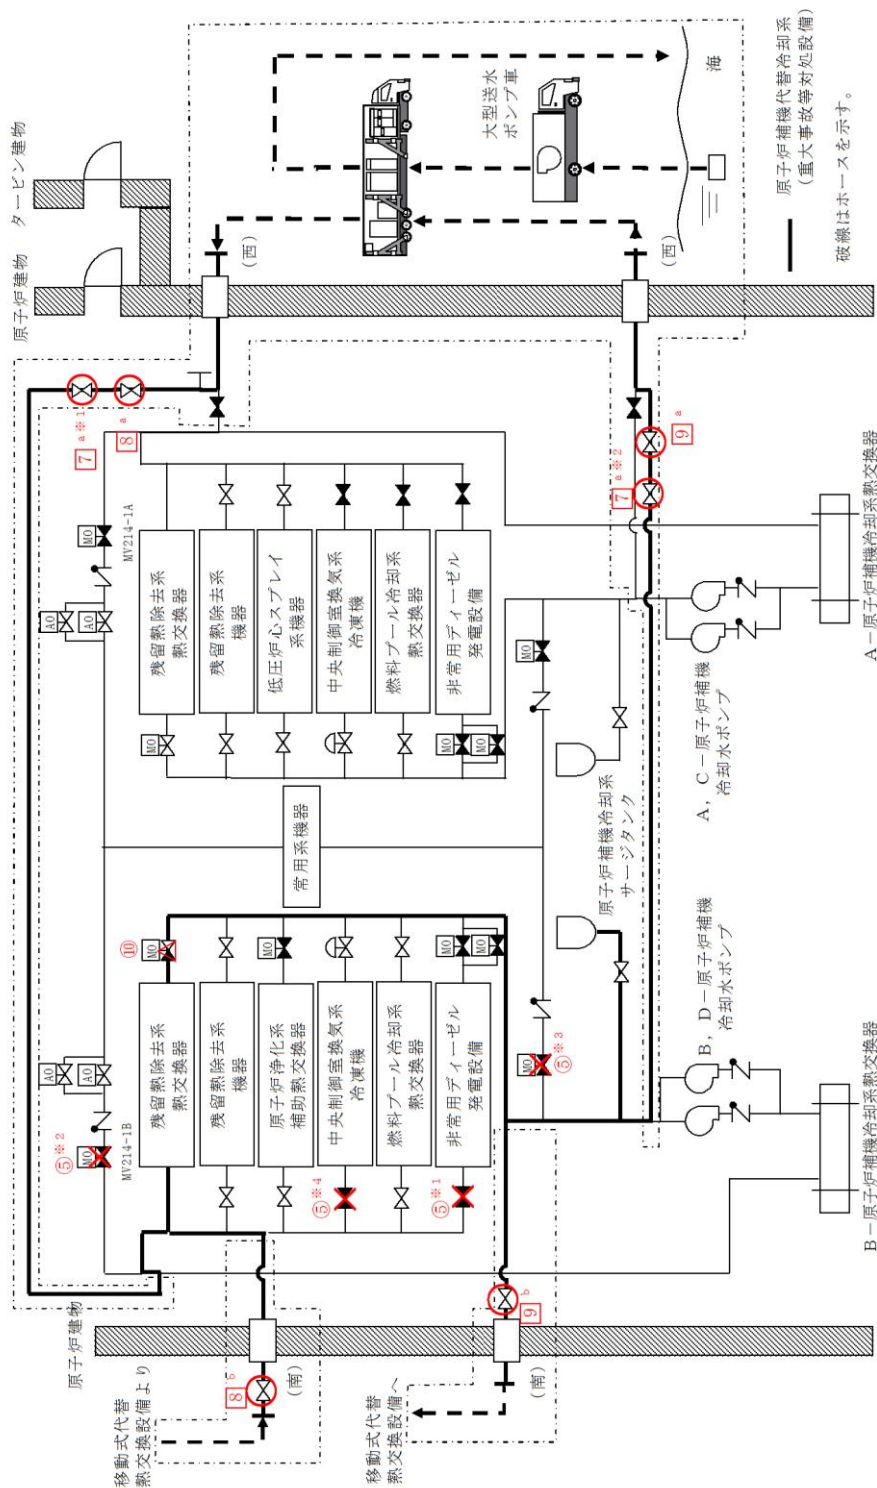 原子炉建物　タービン建物
(西)
大型送水
ポンプ車
海
(西)
原子炉補機代替冷却系
(重大事故等対処設備)
破線はホースを示す。
7 a ※1
8 a
7 a ※2
9 a
MO
MV214-1A
AO
AO
残留熱除去系
熱交換器
残留熱除去系
機器
低圧炉心スプレイ
系機器
中央制御室換気系
冷凍機
燃料プール冷却系
熱交換器
非常用ディーゼル
発電設備
MO
MO
MO
MO
常用系機器
原子炉補機冷却系
サージタンク
A，C－原子炉補機
冷却水ポンプ
A－原子炉補機冷却系熱交換器
AO
AO
⑤※2
MO
MV214-1B
⑩
MO
残留熱除去系
熱交換器
残留熱除去系
機器
原子炉浄化系
補助熱交換器
中央制御室換気系
冷凍機
燃料プール冷却系
熱交換器
非常用ディーゼル
発電設備
MO
MO
MO
MO
⑤※3
⑤※4
⑤※1
B，D－原子炉補機
冷却水ポンプ
B－原子炉補機冷却系熱交換器
原子炉建物
9 b
8 b
(南)
(南)
移動式代替
熱交換設備より
移動式代替
熱交換設備へ